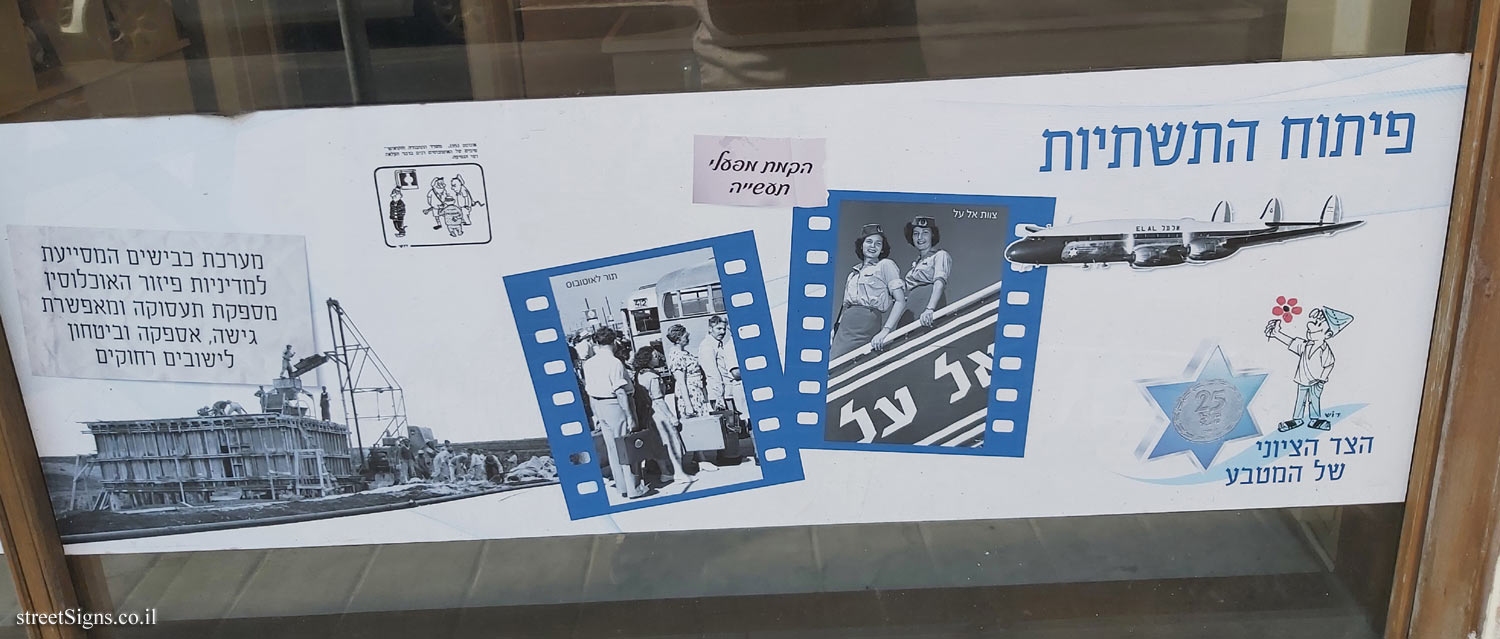 פיתוח התשתיות
EL AL אל על
הצד הציוני
של המטבע
25
דוש
צוות אל על
אל על
הקמת מפעלי
תעשייה
תור לאוטובוס
מערכת כבישים המסייעת
למדיניות פיזור האוכלוסין
מספקת תעסוקה ומאפשרת
גישה, אספקה וביטחון
לישובים רחוקים
streetSigns.co.il